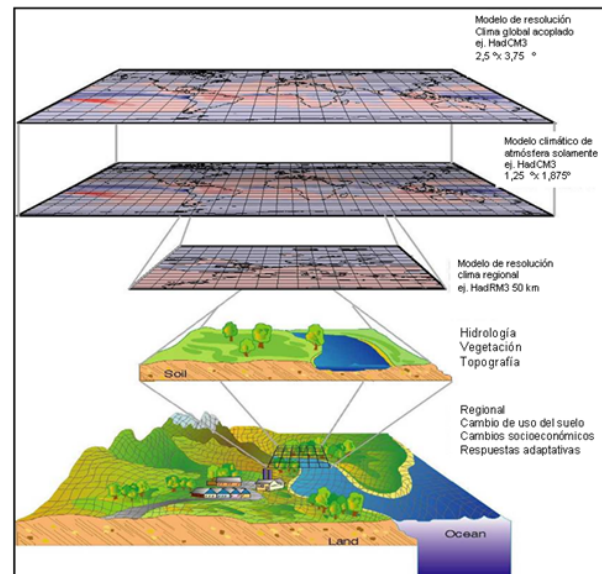 Modelo de resolución
Clima global acoplado
ej. HadCM3
2,5 °x 3,75 °
Modelo climático de
atmósfera solamente
ej. HadCM3
1,25 °x 1,875°
Modelo de resolución
clima regional
ej. HadRM3 50 km
Hidrología
Vegetación
Topografía
Soil
Regional
Cambio de uso del suelo
Cambios socioeconómicos
Respuestas adaptativas
Ocean
Land